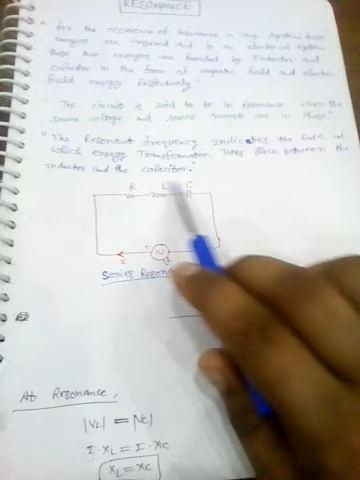 RESONANCE
"For the occurence of Resonance in any system two
energies are required and in an electrical system
these two energies are provided by Inductor and
capacitor in the form of magnetic field and electric
field energy Respectively"
"The circuit is said to be in Resonance when the
source voltage and source current are in Phase"
"The Resonant frequency Indicates the Rate at
which energy Transformation Takes place between the
Inductor and the capacitor."
R L C
I
Series Reson
At Resonance,
|VL| = |VC|
I·XL = I·XC
XL = XC